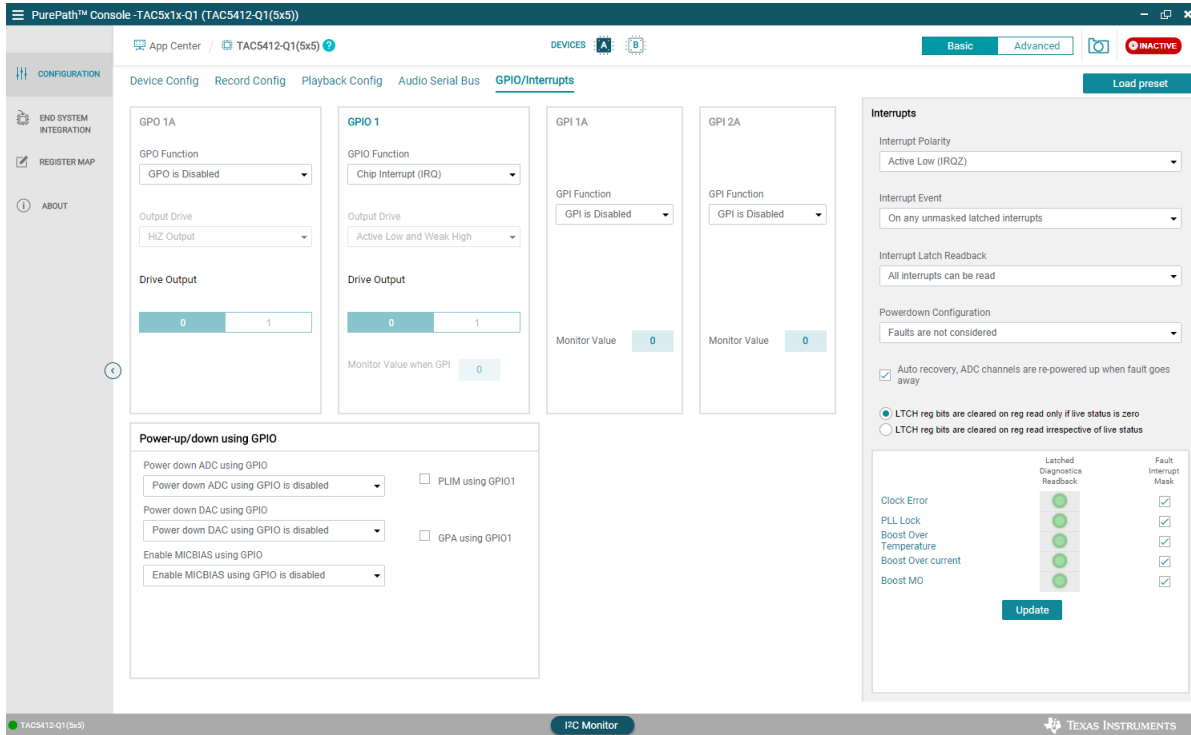 PurePath™ Console -TAC5x1x-Q1 (TAC5412-Q1(5x5))
App Center / TAC5412-Q1(5x5) ?
DEVICES A B
Basic Advanced
INACTIVE
CONFIGURATION
END SYSTEM
INTEGRATION
REGISTER MAP
ABOUT
Device Config Record Config Playback Config Audio Serial Bus GPIO/Interrupts
Load preset
GPO 1A
GPO Function
GPO is Disabled
Output Drive
HiZ Output
Drive Output
0 1
GPIO 1
GPIO Function
Chip Interrupt (IRQ)
Output Drive
Active Low and Weak High
Drive Output
0 1
Monitor Value when GPI 0
GPI 1A
GPI Function
GPI is Disabled
Monitor Value 0
GPI 2A
GPI Function
GPI is Disabled
Monitor Value 0
Power-up/down using GPIO
Power down ADC using GPIO
Power down ADC using GPIO is disabled
PLIM using GPIO1
Power down DAC using GPIO
Power down DAC using GPIO is disabled
GPA using GPIO1
Enable MICBIAS using GPIO
Enable MICBIAS using GPIO is disabled
Interrupts
Interrupt Polarity
Active Low (IRQZ)
Interrupt Event
On any unmasked latched interrupts
Interrupt Latch Readback
All interrupts can be read
Powerdown Configuration
Faults are not considered
Auto recovery, ADC channels are re-powered up when fault goes
away
LTCH reg bits are cleared on reg read only if live status is zero
LTCH reg bits are cleared on reg read irrespective of live status
Latched
Diagnostics
Readback
Fault
Interrupt
Mask
Clock Error
PLL Lock
Boost Over
Temperature
Boost Over current
Boost MO
Update
TAC5412-Q1(5x5)
I²C Monitor
TEXAS INSTRUMENTS